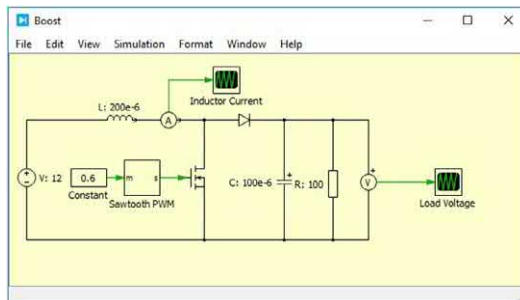 Boost
File Edit View Simulation Format Window Help
Inductor Current
L: 200e-6
A
V: 12
0.6
Constant
m s
Sawtooth PWM
C: 100e-6
R: 100
V
Load Voltage